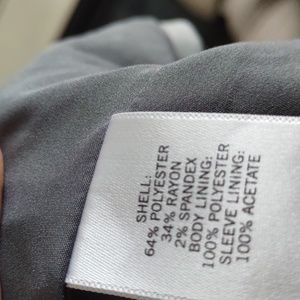 SHELL:
64% POLYESTER
34% RAYON
2% SPANDEX
BODY LINING:
100% POLYESTER
SLEEVE LINING:
100% ACETATE